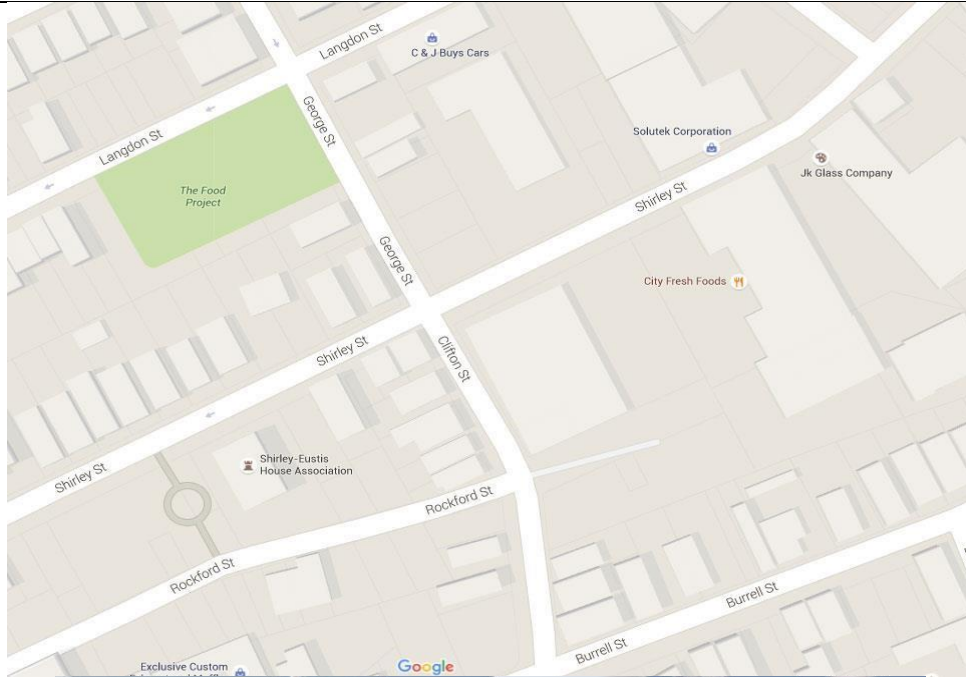 Langdon St
C & J Buys Cars
George St
Langdon St
Solutek Corporation
Jk Glass Company
The Food
Project
Shirley St
George St
City Fresh Foods
Shirley St
Clifton St
Shirley-Eustis
House Association
Shirley St
Rockford St
Rockford St
Burrell St
Burrell St
Exclusive Custom
Google